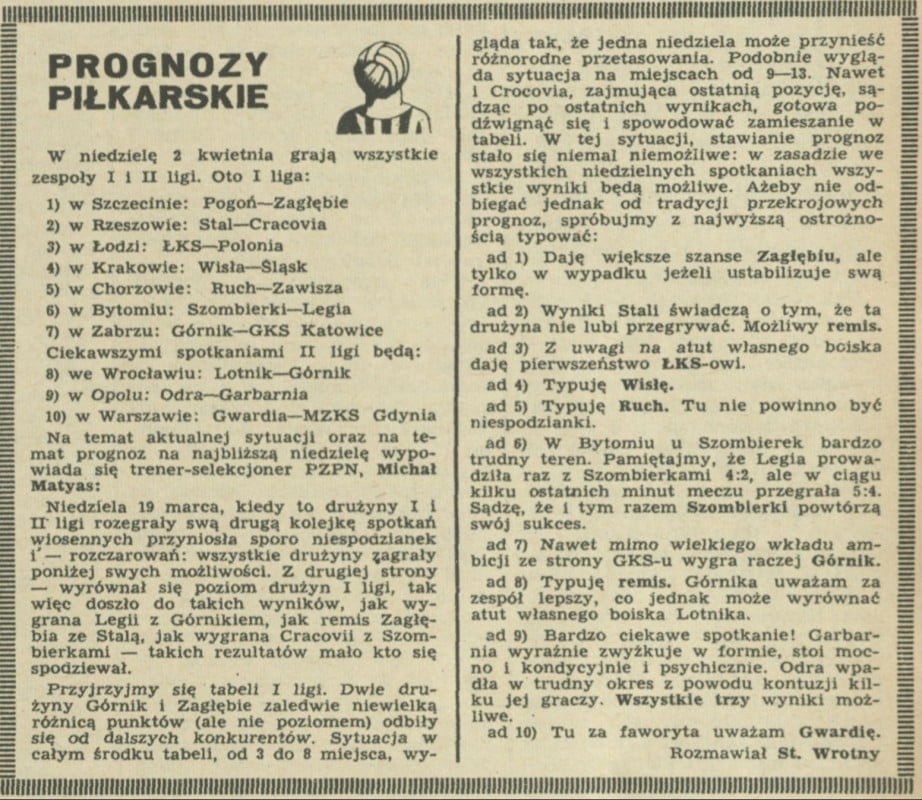 PROGNOZY
PIŁKARSKIE
W niedzielę 2 kwietnia grają wszystkie
zespoły I i II ligi. Oto I liga:
1) w Szczecinie: Pogoń—Zagłębie
2) w Rzeszowie: Stal—Cracovia
3) w Łodzi: ŁKS—Polonia
4) w Krakowie: Wisła—Śląsk
5) w Chorzowie: Ruch—Zawisza
6) w Bytomiu: Szombierki—Legia
7) w Zabrzu: Górnik—GKS Katowice
Ciekawszymi spotkaniami II ligi będą:
8) we Wrocławiu: Lotnik—Górnik
9) w Opolu: Odra—Garbarnia
10) w Warszawie: Gwardia—MZKS Gdynia
Na temat aktualnej sytuacji oraz na te-
mat prognoz na najbliższą niedzielę wypo-
wiada się trener-selekcjoner PZPN, Michał
Matyas:
Niedziela 19 marca, kiedy to drużyny I i
II ligi rozegrały swą drugą kolejkę spotkań
wiosennych przyniosła sporo niespodzianek
i — rozczarowań: wszystkie drużyny zagrały
poniżej swych możliwości. Z drugiej strony
— wyrównał się poziom drużyn I ligi, tak
więc doszło do takich wyników, jak wy-
grana Legii z Górnikiem, jak remis Zagłę-
bia ze Stalą, jak wygrana Cracovii z Szom-
bierkami — takich rezultatów mało kto się
spodziewał.
Przyjrzyjmy się tabeli I ligi. Dwie dru-
żyny Górnik i Zagłębie zaledwie niewielką
różnicą punktów (ale nie poziomem) odbiły
się od dalszych konkurentów. Sytuacja w
całym środku tabeli, od 3 do 8 miejsca, wy-
gląda tak, że jedna niedziela może przynieść
różnorodne przetasowania. Podobnie wyglą-
da sytuacja na miejscach od 9—13. Nawet
i Crocovia, zajmująca ostatnią pozycję, są-
dząc po ostatnich wynikach, gotowa po-
dźwignąć się i spowodować zamieszanie w
tabeli. W tej sytuacji, stawianie prognoz
stało się niemal niemożliwe: w zasadzie we
wszystkich niedzielnych spotkaniach wszy-
stkie wyniki będą możliwe. Ażeby nie od-
biegać jednak od tradycji przekrojowych
prognoz, spróbujmy z najwyższą ostrożno-
ścią typować:
ad 1) Daję większe szanse Zagłębiu, ale
tylko w wypadku jeżeli ustabilizuje swą
formę.
ad 2) Wyniki Stali świadczą o tym, że ta
drużyna nie lubi przegrywać. Możliwy remis.
ad 3) Z uwagi na atut własnego boiska
daję pierwszeństwo ŁKS-owi.
ad 4) Typuję Wisłę.
ad 5) Typuję Ruch. Tu nie powinno być
niespodzianki.
ad 6) W Bytomiu u Szombierek bardzo
trudny teren. Pamiętajmy, że Legia prowa-
dziła raz z Szombierkami 4:2, ale w ciągu
kilku ostatnich minut meczu przegrała 5:4.
Sądzę, że i tym razem Szombierki powtórzą
swój sukces.
ad 7) Nawet mimo wielkiego wkładu am-
bicji ze strony GKS-u wygra raczej Górnik.
ad 8) Typuję remis. Górnika uważam za
zespół lepszy, co jednak może wyrównać
atut własnego boiska Lotnika.
ad 9) Bardzo ciekawe spotkanie! Garbar-
nia wyraźnie zwyżkuje w formie, stoi moc-
no i kondycyjnie i psychicznie. Odra wpa-
dła w trudny okres z powodu kontuzji kil-
ku jej graczy. Wszystkie trzy wyniki moż-
liwe.
ad 10) Tu za faworyta uważam Gwardię.
Rozmawiał St. Wrotny